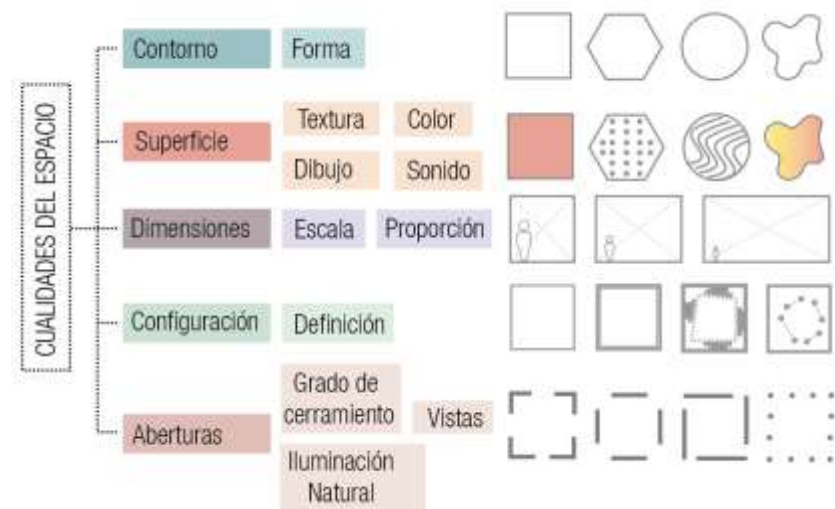 CUALIDADES DEL ESPACIO
Contorno
Forma
Superficie
Textura
Color
Dibujo
Sonido
Dimensiones
Escala
Proporción
Configuración
Definición
Aberturas
Grado de
cerramiento
Vistas
Iluminación
Natural